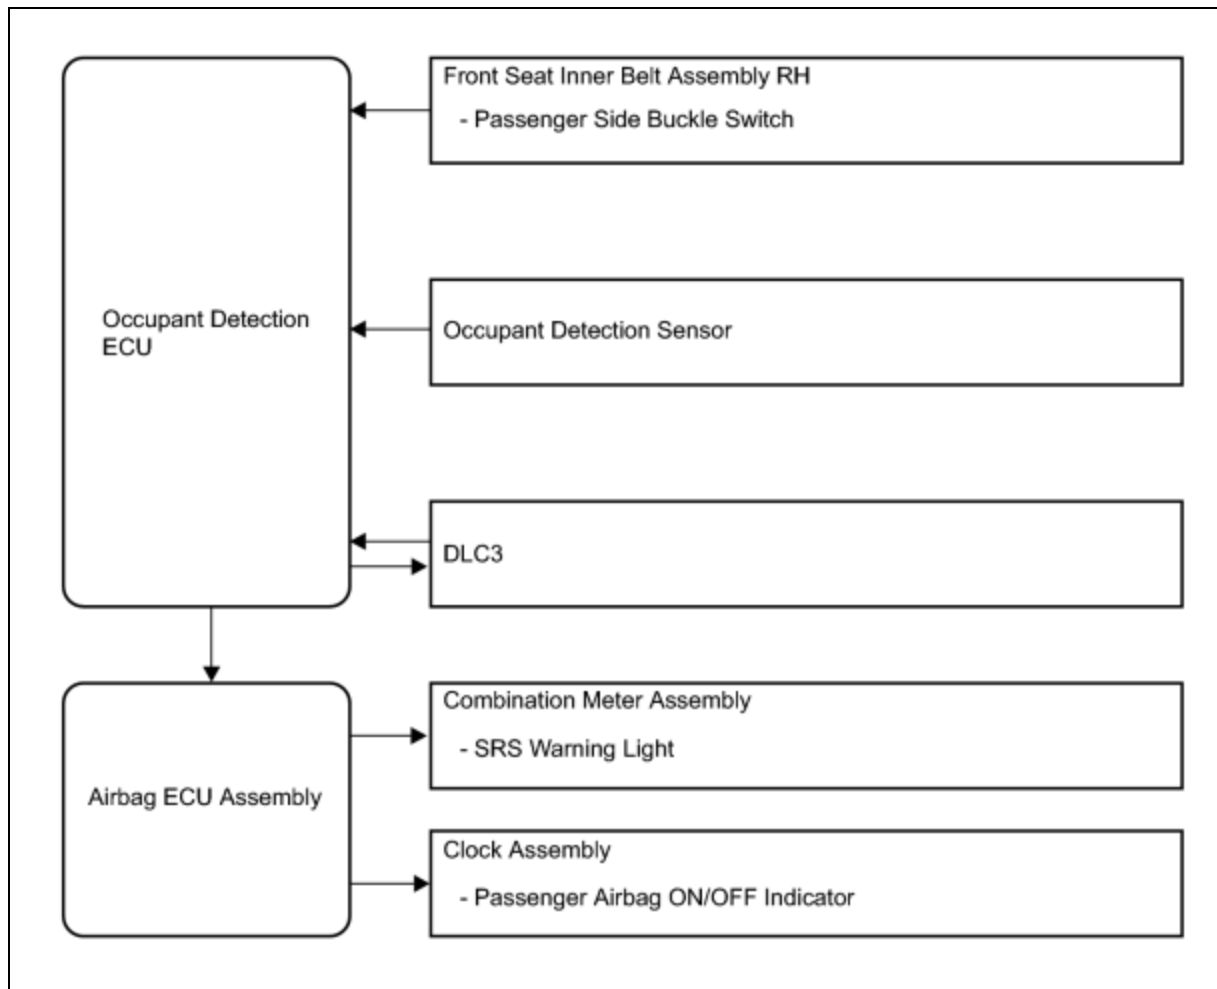 Front Seat Inner Belt Assembly RH
- Passenger Side Buckle Switch
Occupant Detection
ECU
Occupant Detection Sensor
DLC3
Combination Meter Assembly
- SRS Warning Light
Airbag ECU Assembly
Clock Assembly
- Passenger Airbag ON/OFF Indicator